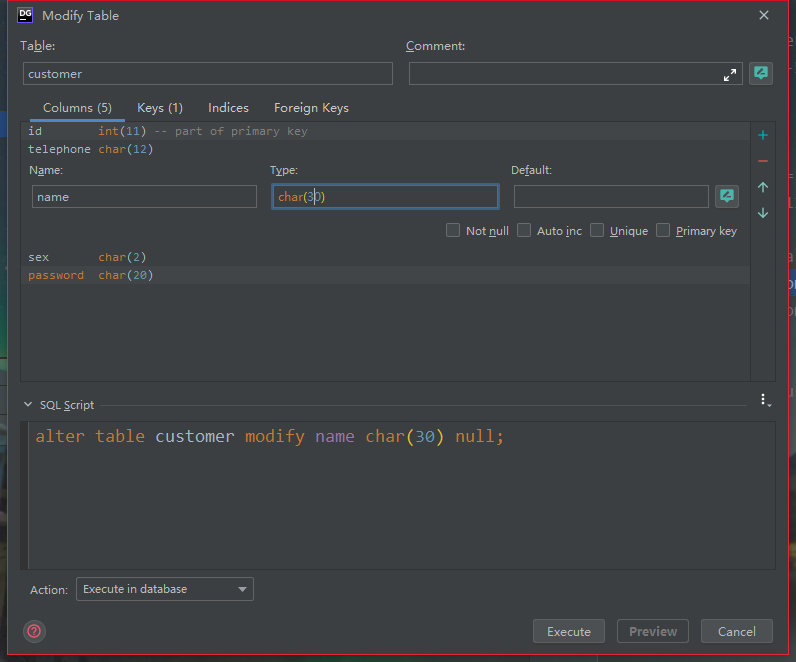 DG Modify Table
Table: Comment:
customer
Columns (5) Keys (1) Indices Foreign Keys
id int(11) -- part of primary key
telephone char(12)
Name: Type: Default:
name char(30)
Not null Auto inc Unique Primary key
sex char(2)
password char(20)
SQL Script
alter table customer modify name char(30) null;
Action: Execute in database
? Execute Preview Cancel